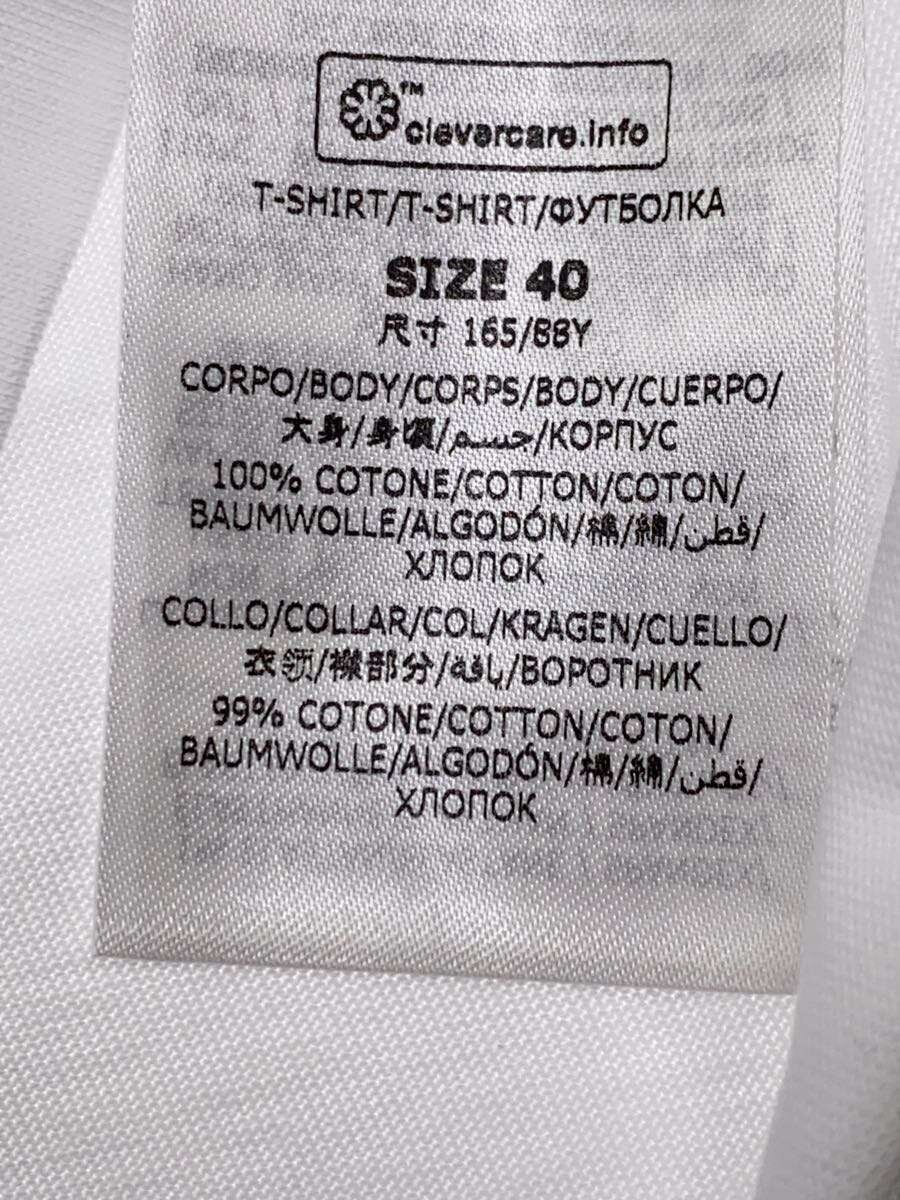 clevercare.info
T-SHIRT/T-SHIRT/ФУТБОЛКА
SIZE 40
尺寸 165/88Y
CORPO/BODY/CORPS/BODY/CUERPO/
大身/身頃/جسم/КОРПУС
100% COTONE/COTTON/COTON/
BAUMWOLLE/ALGODÓN/棉/綿/قطن/
ХЛОПОК
COLLO/COLLAR/COL/KRAGEN/CUELLO/
衣领/襟部分/ياقة/ВОРОТНИК
99% COTONE/COTTON/COTON/
BAUMWOLLE/ALGODÓN/棉/綿/قطن/
ХЛОПОК